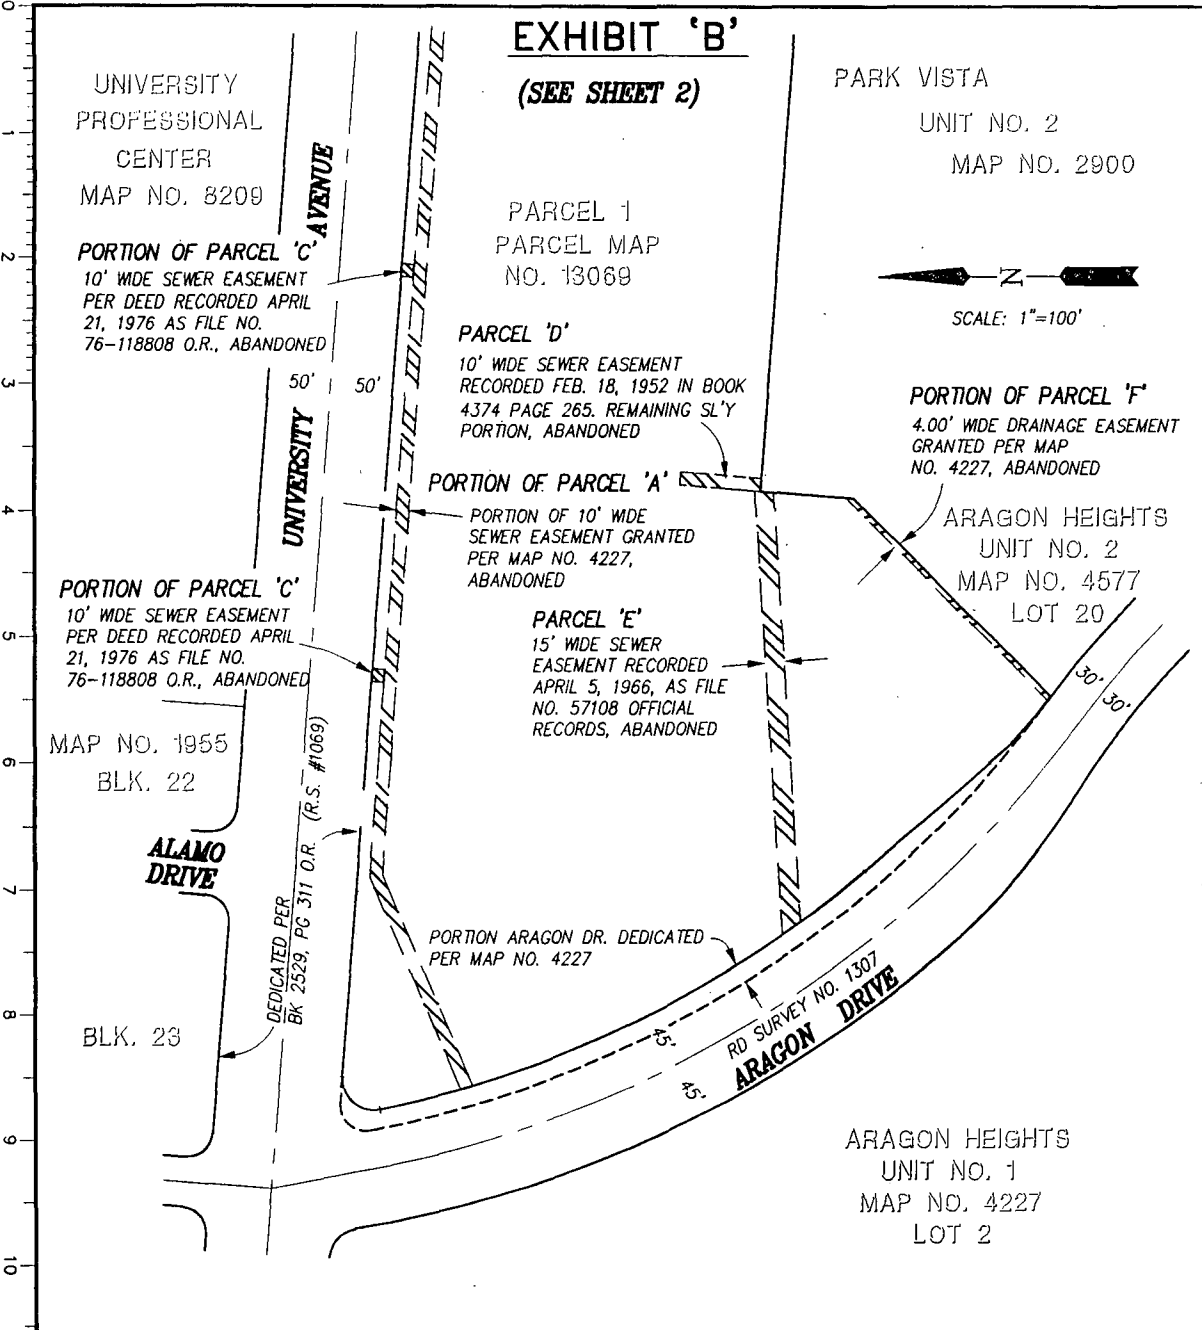 EXHIBIT 'B'
(SEE SHEET 2)
UNIVERSITY
PROFESSIONAL
CENTER
MAP NO. 8209
PARK VISTA
UNIT NO. 2
MAP NO. 2900
UNIVERSITY AVENUE
PARCEL 1
PARCEL MAP
NO. 13069
PORTION OF PARCEL 'C'
10' WIDE SEWER EASEMENT
PER DEED RECORDED APRIL
21, 1976 AS FILE NO.
76-118808 O.R., ABANDONED
N
SCALE: 1"=100'
50' 50'
PARCEL 'D'
10' WIDE SEWER EASEMENT
RECORDED FEB. 18, 1952 IN BOOK
4374 PAGE 265. REMAINING SL'Y
PORTION, ABANDONED
PORTION OF PARCEL 'F'
4.00' WIDE DRAINAGE EASEMENT
GRANTED PER MAP
NO. 4227, ABANDONED
PORTION OF PARCEL 'A'
PORTION OF 10' WIDE
SEWER EASEMENT GRANTED
PER MAP NO. 4227,
ABANDONED
ARAGON HEIGHTS
UNIT NO. 2
MAP NO. 4577
LOT 20
PORTION OF PARCEL 'C'
10' WIDE SEWER EASEMENT
PER DEED RECORDED APRIL
21, 1976 AS FILE NO.
76-118808 O.R., ABANDONED
PARCEL 'E'
15' WIDE SEWER
EASEMENT RECORDED
APRIL 5, 1966, AS FILE
NO. 57108 OFFICIAL
RECORDS, ABANDONED
30' 30'
MAP NO. 1955
BLK. 22
ALAMO
DRIVE
DEDICATED PER
BK 2529, PG 311 O.R. (R.S. #1069)
PORTION ARAGON DR. DEDICATED
PER MAP NO. 4227
BLK. 23
RD SURVEY NO. 1307
ARAGON DRIVE
45'
45'
ARAGON HEIGHTS
UNIT NO. 1
MAP NO. 4227
LOT 2
0
1
2
3
4
5
6
7
8
9
10